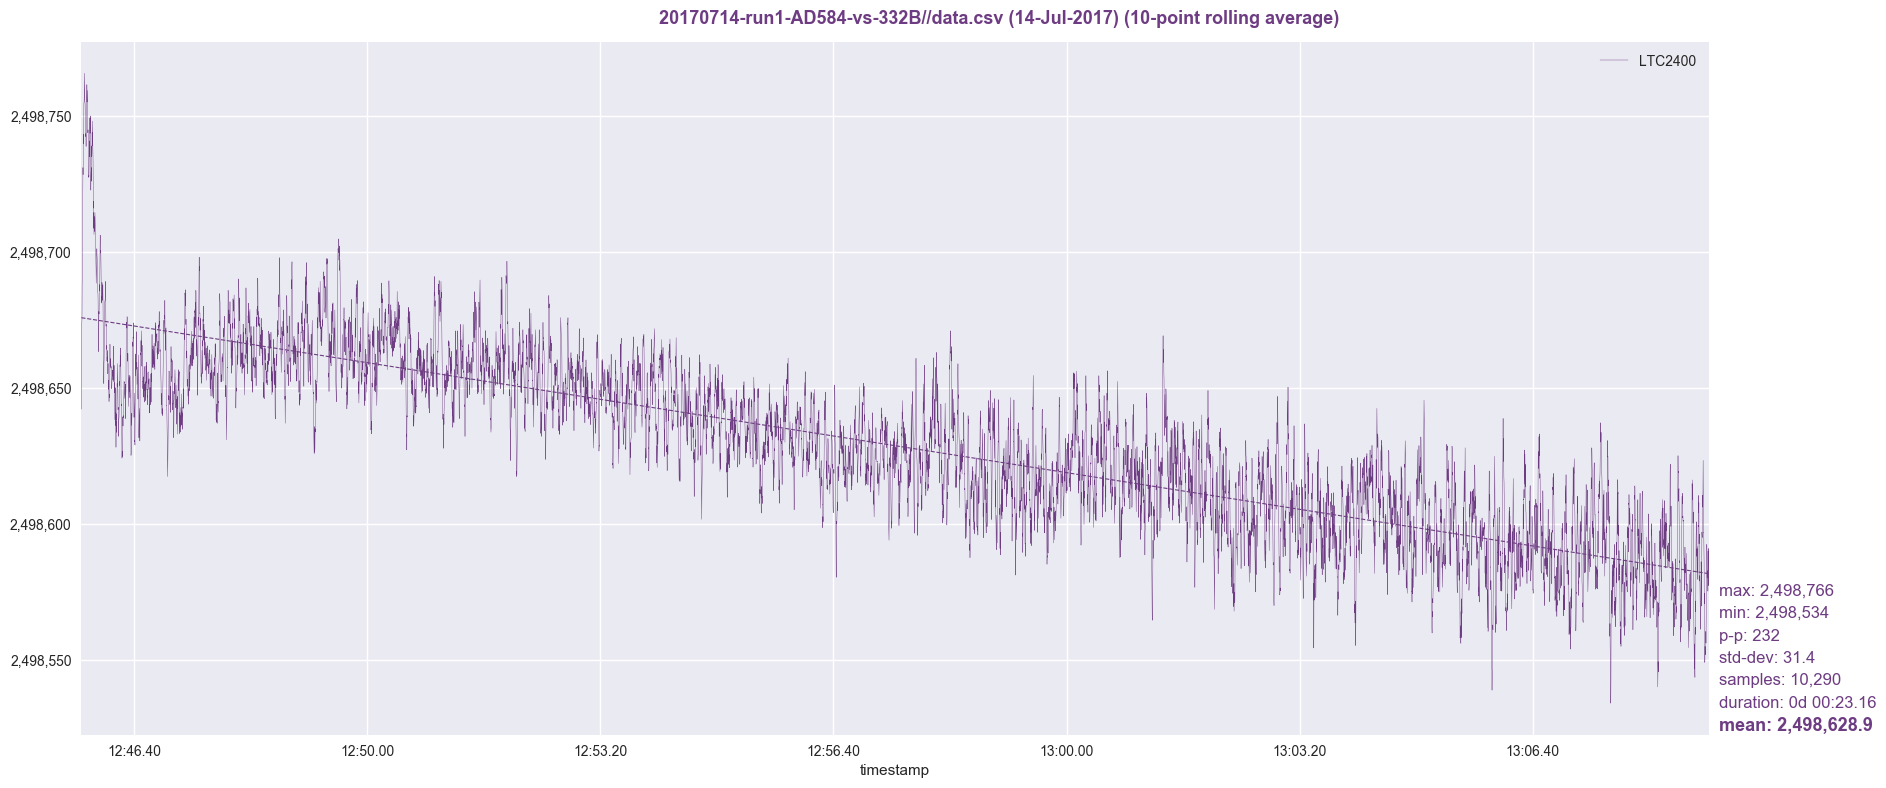 20170714-run1-AD584-vs-332B//data.csv (14-Jul-2017) (10-point rolling average)
LTC2400
2,498,750
2,498,700
2,498,650
2,498,600
2,498,550
max: 2,498,766
min: 2,498,534
p-p: 232
std-dev: 31.4
samples: 10,290
duration: 0d 00:23.16
mean: 2,498,628.9
12:46.40 12:50.00 12:53.20 12:56.40 13:00.00 13:03.20 13:06.40
timestamp